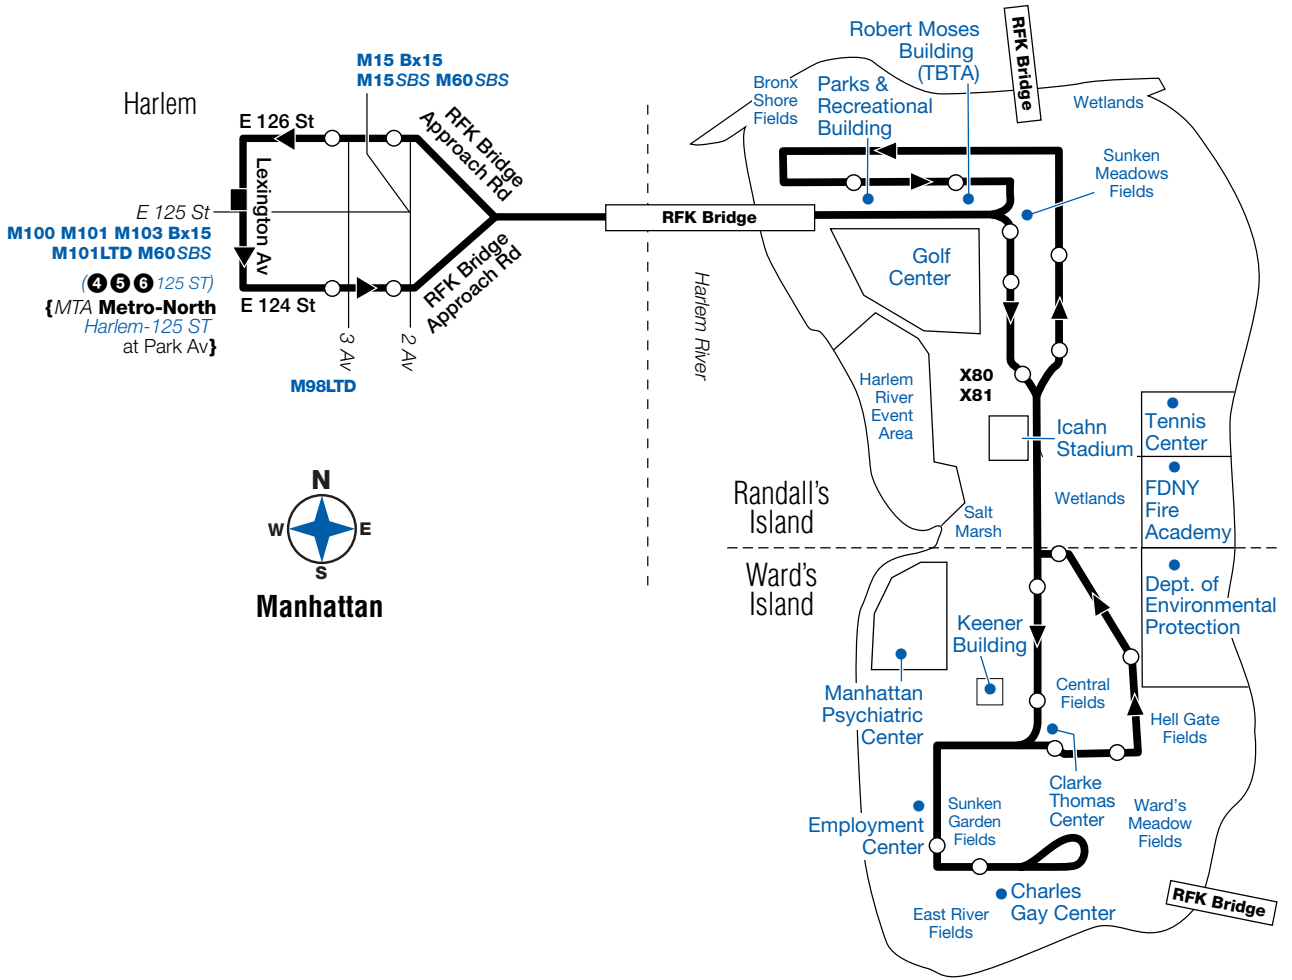 Harlem
M15 Bx15
M15SBS M60SBS
E 126 St
RFK Bridge
Approach Rd
Lexington Av
E 125 St
M100 M101 M103 Bx15
M101LTD M60SBS
(4 5 6 125 ST)
{MTA Metro-North
Harlem-125 ST
at Park Av}
E 124 St
RFK Bridge
Approach Rd
3 Av
2 Av
M98LTD
N
W
E
S
Manhattan
RFK Bridge
Harlem River
Robert Moses
Building
(TBTA)
RFK Bridge
Bronx
Shore
Fields
Parks &
Recreational
Building
Wetlands
Sunken
Meadows
Fields
Golf
Center
Harlem
River
Event
Area
X80
X81
Icahn
Stadium
Tennis
Center
Randall's
Island
Salt
Marsh
Wetlands
FDNY
Fire
Academy
Ward's
Island
Dept. of
Environmental
Protection
Keener
Building
Manhattan
Psychiatric
Center
Central
Fields
Hell Gate
Fields
Clarke
Thomas
Center
Employment
Center
Sunken
Garden
Fields
Ward's
Meadow
Fields
Charles
Gay Center
East River
Fields
RFK Bridge